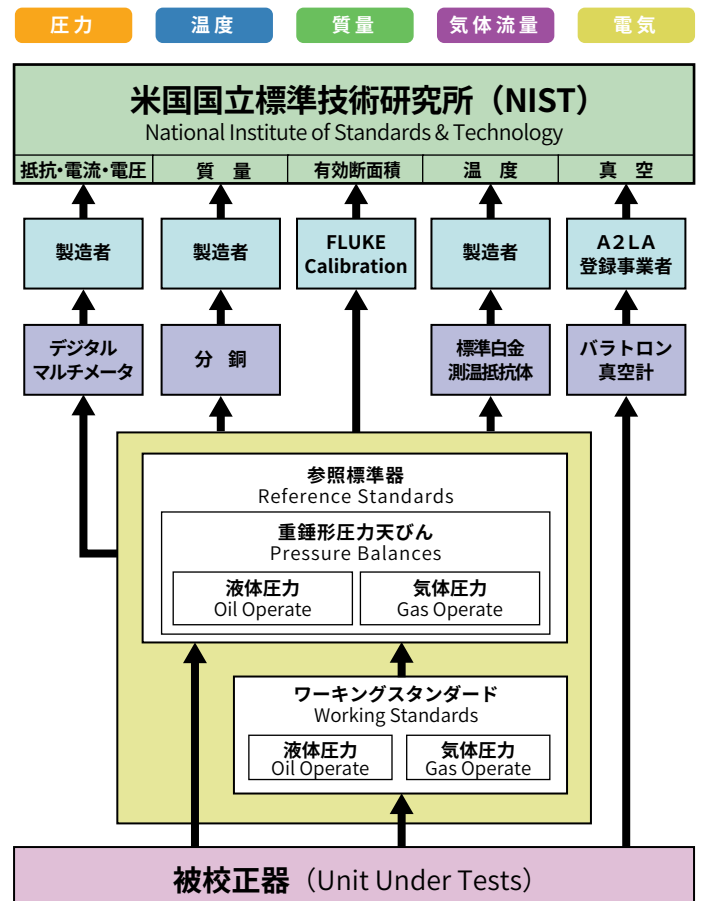 圧力
温度
質量
気体流量
電気
米国国立標準技術研究所（NIST）
National Institute of Standards & Technology
抵抗・電流・電圧
質 量
有効断面積
温 度
真 空
製造者
製造者
FLUKE
Calibration
製造者
A2LA
登録事業者
デジタル
マルチメータ
分 銅
標準白金
測温抵抗体
バラトロン
真空計
参照標準器
Reference Standards
重錘形圧力天びん
Pressure Balances
液体圧力
Oil Operate
気体圧力
Gas Operate
ワーキングスタンダード
Working Standards
液体圧力
Oil Operate
気体圧力
Gas Operate
被校正器（Unit Under Tests）